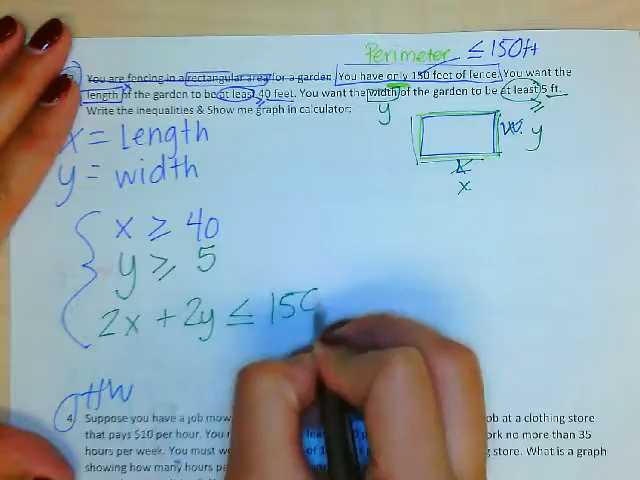 Perimeter ≤ 150ft
You are fencing in a rectangular area for a garden. You have only 150 feet of fence. You want the
length of the garden to be at least 40 feet. You want the width of the garden to be at least 5 ft.
x ≥ y ≥
Write the inequalities & Show me graph in calculator:
x = Length
y = width
w. y
x
x ≥ 40
y ≥ 5
2x + 2y ≤ 150
HW
4. Suppose you have a job mow ob at a clothing store
that pays $10 per hour. You ork no more than 35
hours per week. You must store. What is a graph
showing how many hours